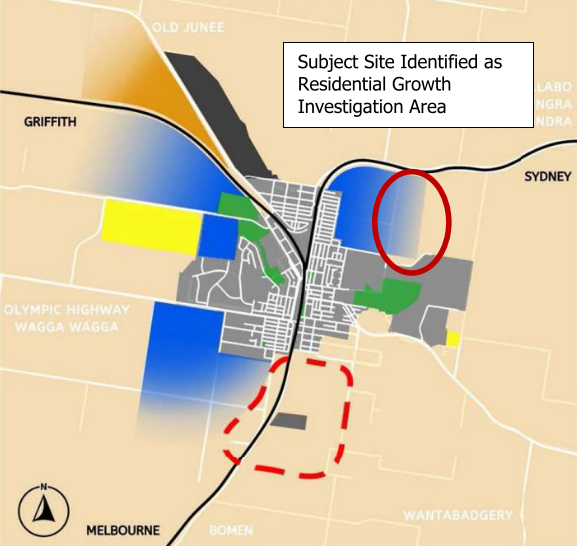 OLD JUNEE
Subject Site Identified as
Residential Growth
Investigation Area
GRIFFITH
SYDNEY
OLYMPIC HIGHWAY
WAGGA WAGGA
N
WANTABADGERY
MELBOURNE
BOMEN